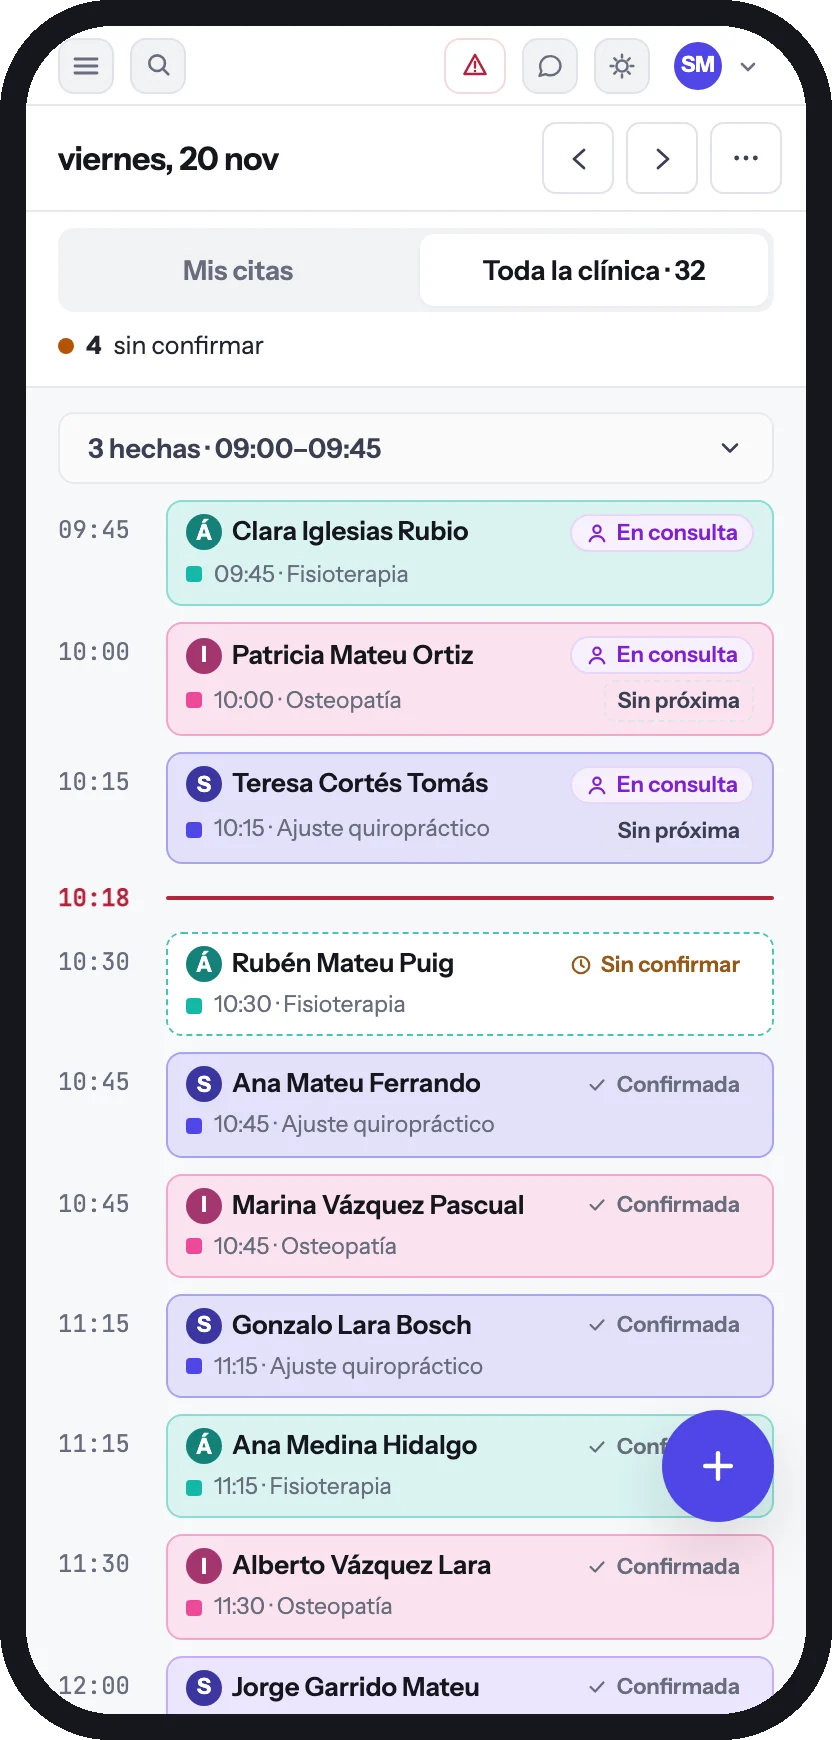 SM
viernes, 20 nov
Mis citas
Toda la clínica · 32
4 sin confirmar
3 hechas · 09:00–09:45
09:45
Á Clara Iglesias Rubio
En consulta
09:45 · Fisioterapia
10:00
I Patricia Mateu Ortiz
En consulta
10:00 · Osteopatía
Sin próxima
10:15
S Teresa Cortés Tomás
En consulta
10:15 · Ajuste quiropráctico
Sin próxima
10:18
10:30
Á Rubén Mateu Puig
Sin confirmar
10:30 · Fisioterapia
10:45
S Ana Mateu Ferrando
Confirmada
10:45 · Ajuste quiropráctico
10:45
I Marina Vázquez Pascual
Confirmada
10:45 · Osteopatía
11:15
S Gonzalo Lara Bosch
Confirmada
11:15 · Ajuste quiropráctico
11:15
Á Ana Medina Hidalgo
11:15 · Fisioterapia
11:30
I Alberto Vázquez Lara
Confirmada
11:30 · Osteopatía
12:00
S Jorge Garrido Mateu
Confirmada